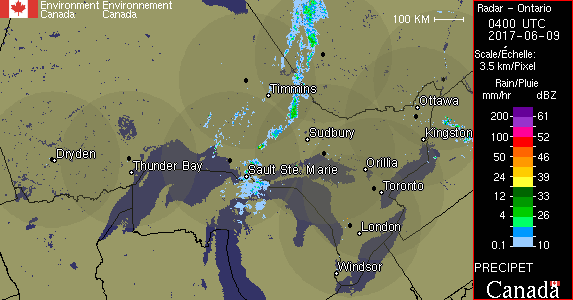 Environment Environnement
Canada Canada
100 KM
Timmins
Ottawa
Sudbury
Kingston
Dryden
Thunder Bay
Sault Ste. Marie
Orillia
Toronto
London
Windsor
Radar - Ontario
0400 UTC
2017-06-09
Scale/Échelle:
3.5 km/Pixel
Rain/Pluie
mm/hr dBZ
200 61
100 52
50 46
24 39
12 33
4 26
0.1 10
PRECIPET
Canada